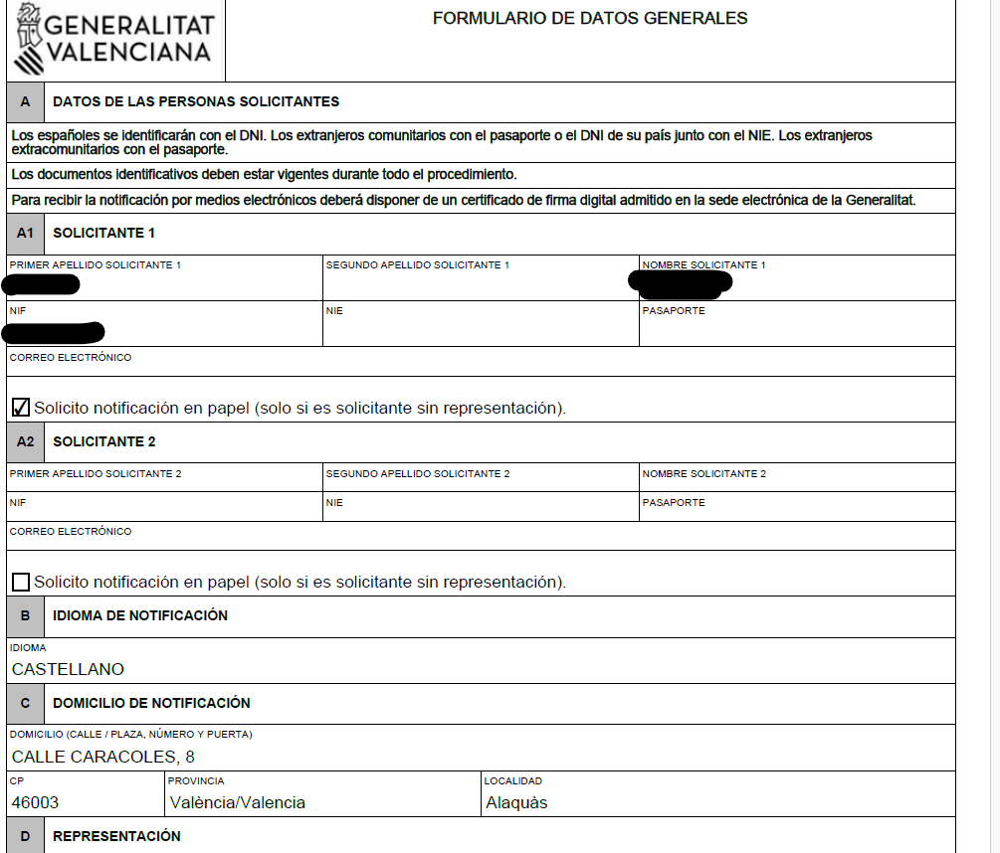 GENERALITAT
VALENCIANA
FORMULARIO DE DATOS GENERALES
A DATOS DE LAS PERSONAS SOLICITANTES
Los españoles se identificarán con el DNI. Los extranjeros comunitarios con el pasaporte o el DNI de su país junto con el NIE. Los extranjeros
extracomunitarios con el pasaporte.
Los documentos identificativos deben estar vigentes durante todo el procedimiento.
Para recibir la notificación por medios electrónicos deberá disponer de un certificado de firma digital admitido en la sede electrónica de la Generalitat.
A1 SOLICITANTE 1
PRIMER APELLIDO SOLICITANTE 1 SEGUNDO APELLIDO SOLICITANTE 1 NOMBRE SOLICITANTE 1
NIF NIE PASAPORTE
CORREO ELECTRÓNICO
Solicito notificación en papel (solo si es solicitante sin representación).
A2 SOLICITANTE 2
PRIMER APELLIDO SOLICITANTE 2 SEGUNDO APELLIDO SOLICITANTE 2 NOMBRE SOLICITANTE 2
NIF NIE PASAPORTE
CORREO ELECTRÓNICO
Solicito notificación en papel (solo si es solicitante sin representación).
B IDIOMA DE NOTIFICACIÓN
IDIOMA
CASTELLANO
C DOMICILIO DE NOTIFICACIÓN
DOMICILIO (CALLE / PLAZA, NÚMERO Y PUERTA)
CALLE CARACOLES, 8
CP PROVINCIA LOCALIDAD
46003 València/Valencia Alaquàs
D REPRESENTACIÓN